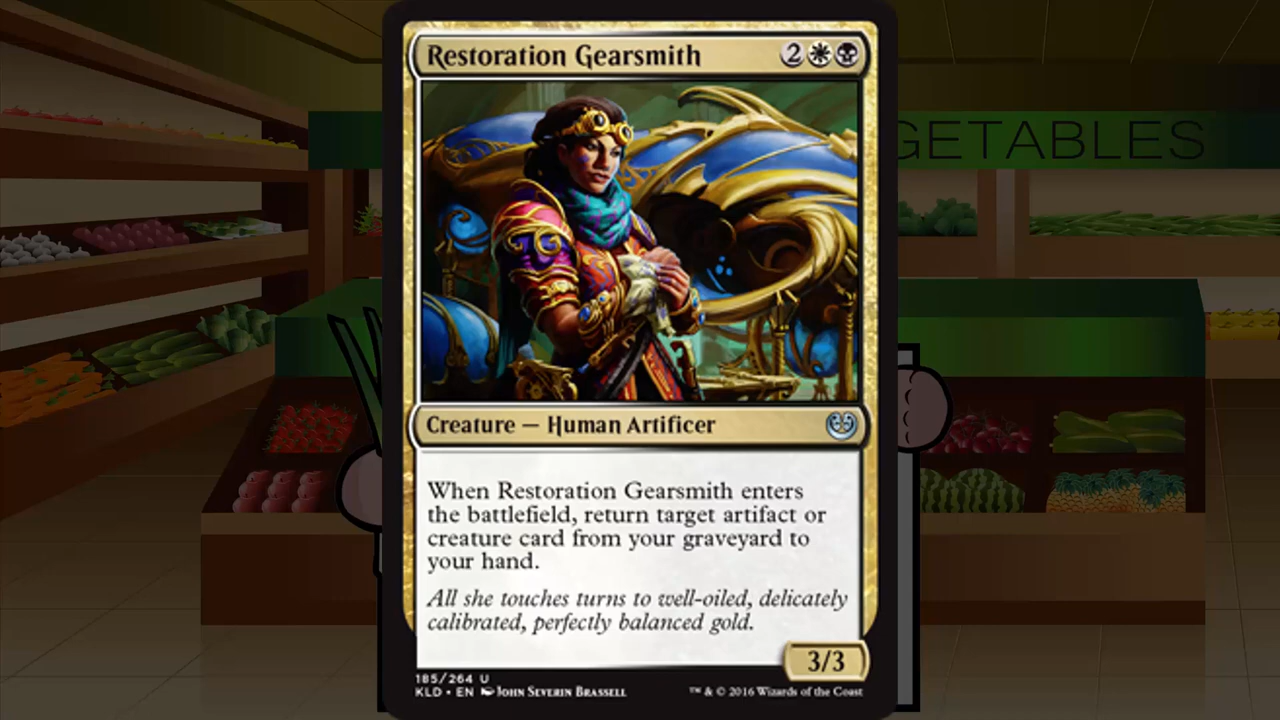 Restoration Gearsmith 2
GETABLES
Creature — Human Artificer
When Restoration Gearsmith enters
the battlefield, return target artifact or
creature card from your graveyard to
your hand.
All she touches turns to well-oiled, delicately
calibrated, perfectly balanced gold.
3/3
185/264 U
KLD • EN John Severin Brassell
™ & © 2016 Wizards of the Coast